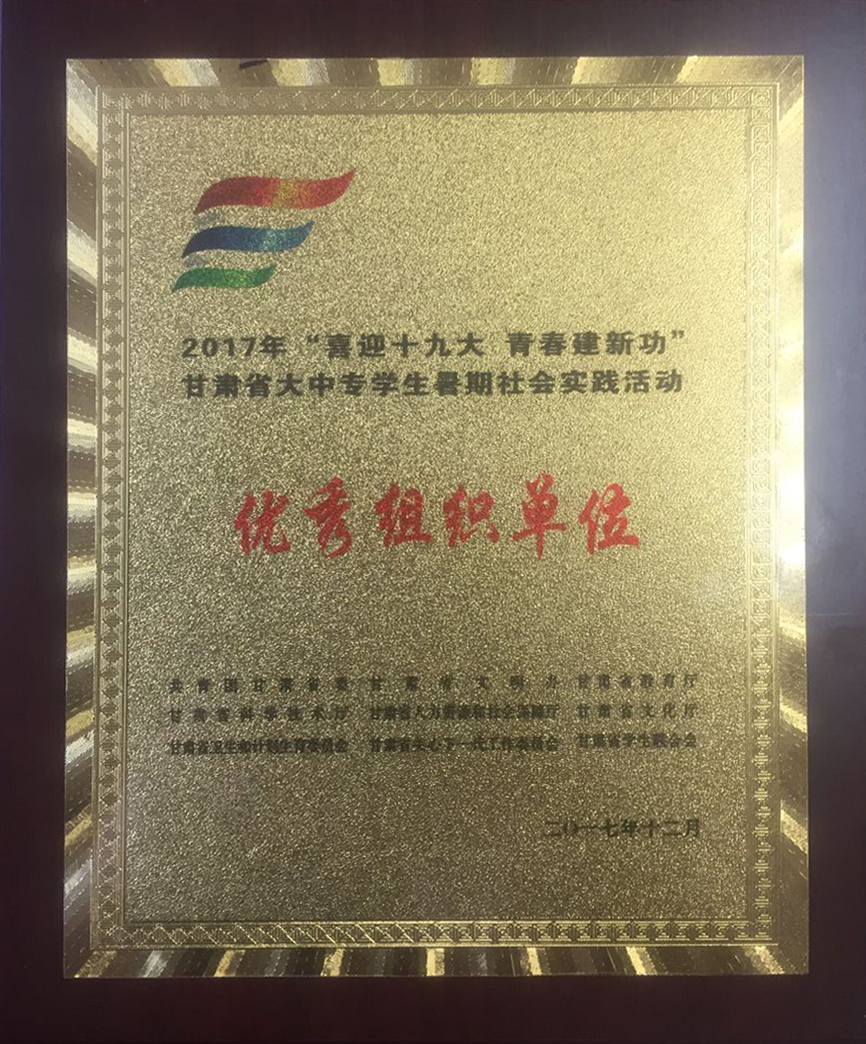 2017年“喜迎十九大 青春建新功”
甘肃省大中专学生暑期社会实践活动
优秀组织单位
共青团甘肃省委 甘肃省文明办 甘肃省教育厅
甘肃省科学技术厅 甘肃省人力资源和社会保障厅 甘肃省文化厅
甘肃省卫生和计划生育委员会 甘肃省关心下一代工作委员会 甘肃省学生联合会
二〇一七年十二月